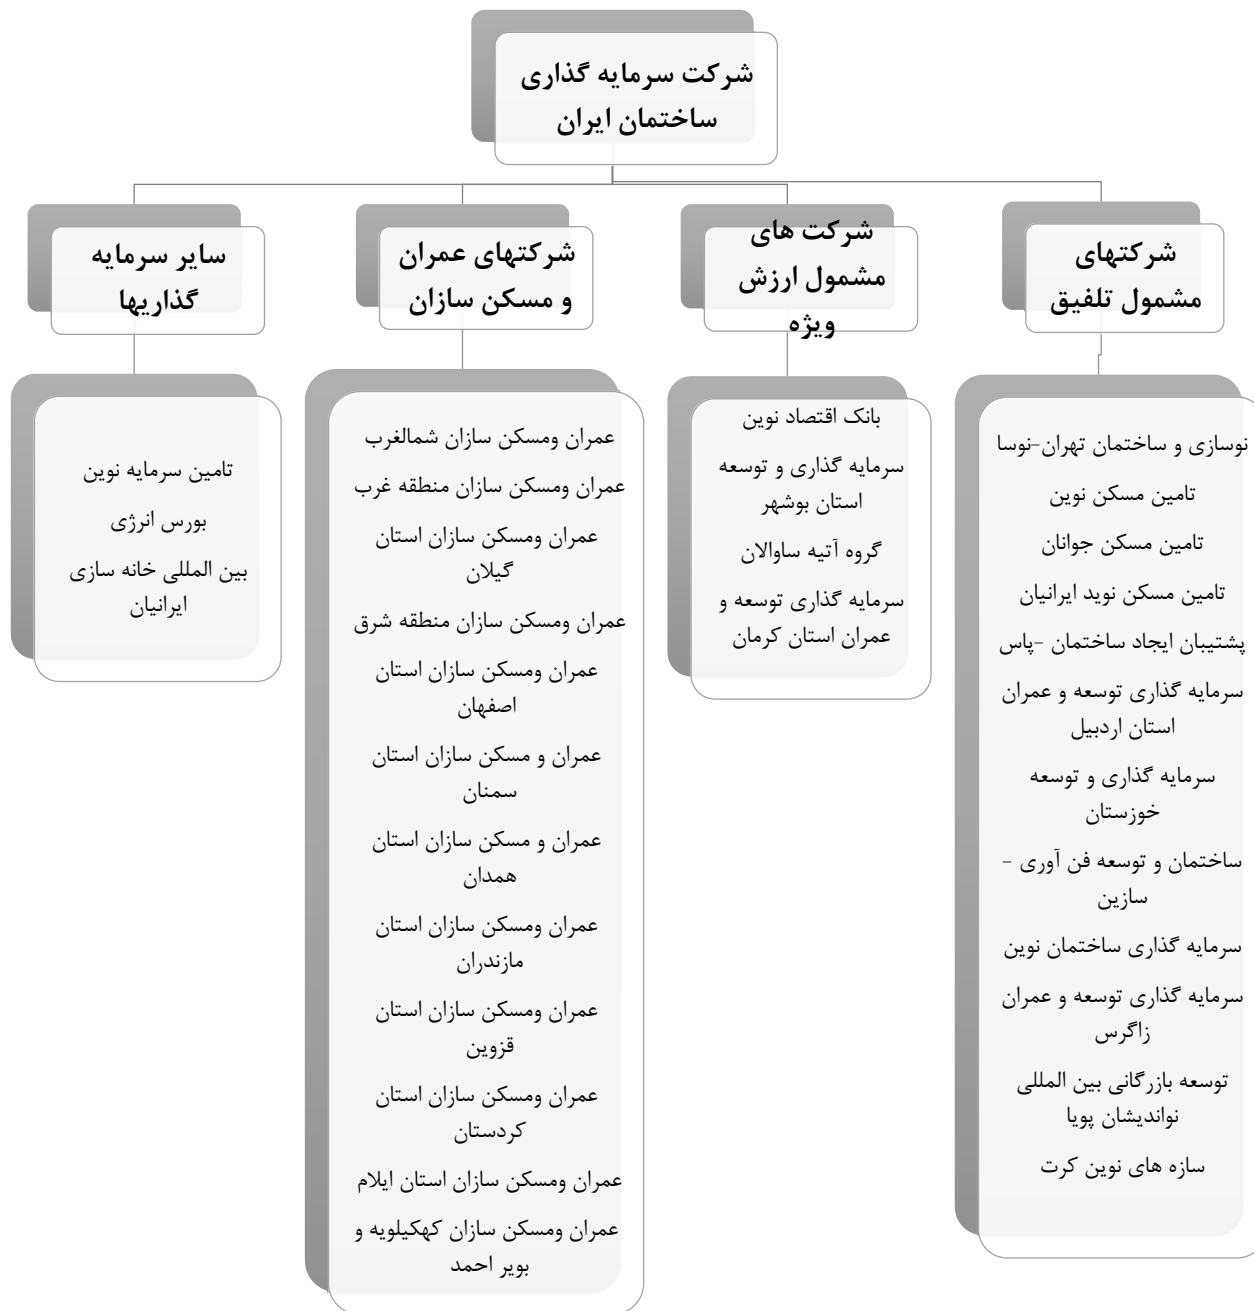 شرکت سرمایه گذاری
ساختمان ایران
شرکتهای
مشمول تلفیق
نوسازی و ساختمان تهران-نوسا
تامین مسکن نوین
تامین مسکن جوانان
تامین مسکن نوید ایرانیان
پشتیبان ایجاد ساختمان -پاس
سرمایه گذاری توسعه و عمران
استان اردبیل
سرمایه گذاری و توسعه
خوزستان
ساختمان و توسعه فن آوری -
سازین
سرمایه گذاری ساختمان نوین
سرمایه گذاری توسعه و عمران
زاگرس
توسعه بازرگانی بین المللی
نواندیشان پویا
سازه های نوین کرت
شرکت های
مشمول ارزش
ویژه
بانک اقتصاد نوین
سرمایه گذاری و توسعه
استان بوشهر
گروه آتیه ساوالان
سرمایه گذاری توسعه و
عمران استان کرمان
شرکتهای عمران
و مسکن سازان
عمران ومسکن سازان شمالغرب
عمران ومسکن سازان منطقه غرب
عمران ومسکن سازان استان
گیلان
عمران ومسکن سازان منطقه شرق
عمران ومسکن سازان استان
اصفهان
عمران و مسکن سازان استان
سمنان
عمران و مسکن سازان استان
همدان
عمران ومسکن سازان استان
مازندران
عمران ومسکن سازان استان
قزوین
عمران ومسکن سازان استان
کردستان
عمران ومسکن سازان استان ایلام
عمران ومسکن سازان کهکیلویه و
بویر احمد
سایر سرمایه
گذاریها
تامین سرمایه نوین
بورس انرژی
بین المللی خانه سازی
ایرانیان